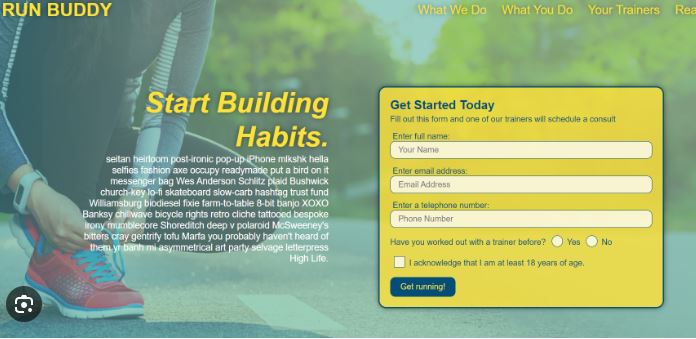 RUN BUDDY
What We Do What You Do Your Trainers Rea
Start Building
Habits.
seitan heirloom post-ironic pop-up iPhone mlkshk hella
selfies fashion axe occupy readymade put a bird on it
messenger bag Wes Anderson Schlitz plaid Bushwick
church-key lo-fi skateboard slow-carb hashtag trust fund
Williamsburg biodiesel fixie farm-to-table 8-bit banjo XOXO
Banksy chillwave bicycle rights retro cliche tattooed bespoke
irony mumblecore Shoreditch deep v polaroid McSweeney's
bitters cray gentrify tofu Marfa you probably haven't heard of
them yr banh mi asymmetrical art party selvage letterpress
High Life.
Get Started Today
Fill out this form and one of our trainers will schedule a consult
Enter full name:
Your Name
Enter email address:
Email Address
Enter a telephone number:
Phone Number
Have you worked out with a trainer before? Yes No
I acknowledge that I am at least 18 years of age.
Get running!